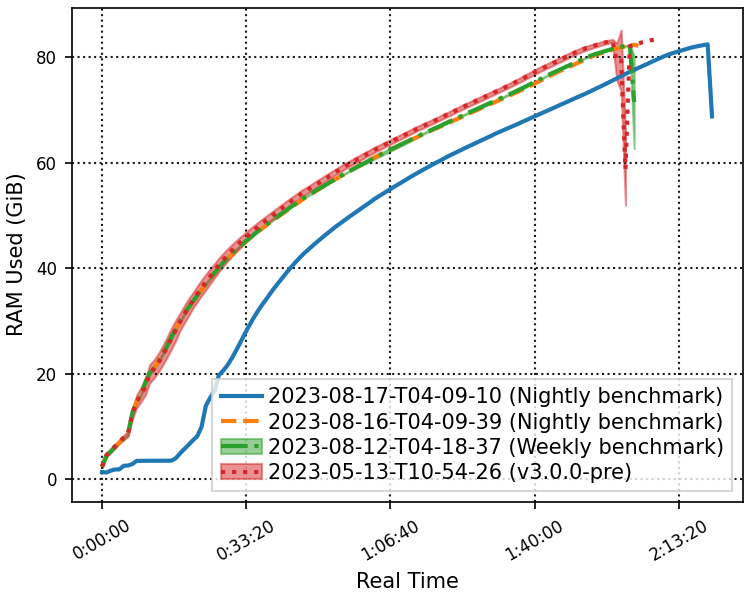 80
60
40
20
0
RAM Used (GiB)
2023-08-17-T04-09-10 (Nightly benchmark)
2023-08-16-T04-09-39 (Nightly benchmark)
2023-08-12-T04-18-37 (Weekly benchmark)
2023-05-13-T10-54-26 (v3.0.0-pre)
0:00:00
0:33:20
1:06:40
1:40:00
2:13:20
Real Time